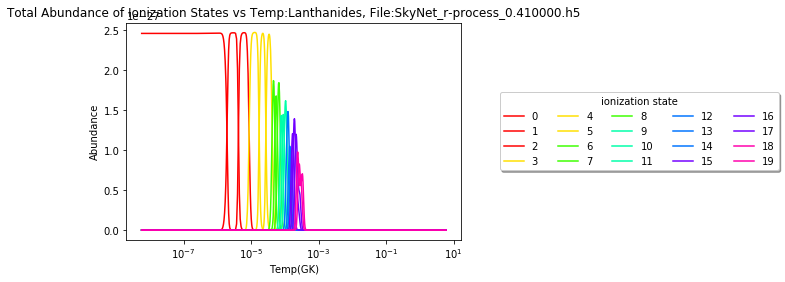 Total Abundance of Ionization States vs Temp:Lanthanides, File:SkyNet_r-process_0.410000.h5
1e−27
2.5
2.0
1.5
1.0
0.5
0.0
Abundance
10⁻⁷ 10⁻⁵ 10⁻³ 10⁻¹ 10¹
Temp(GK)
ionization state
0 4 8 12 16
1 5 9 13 17
2 6 10 14 18
3 7 11 15 19